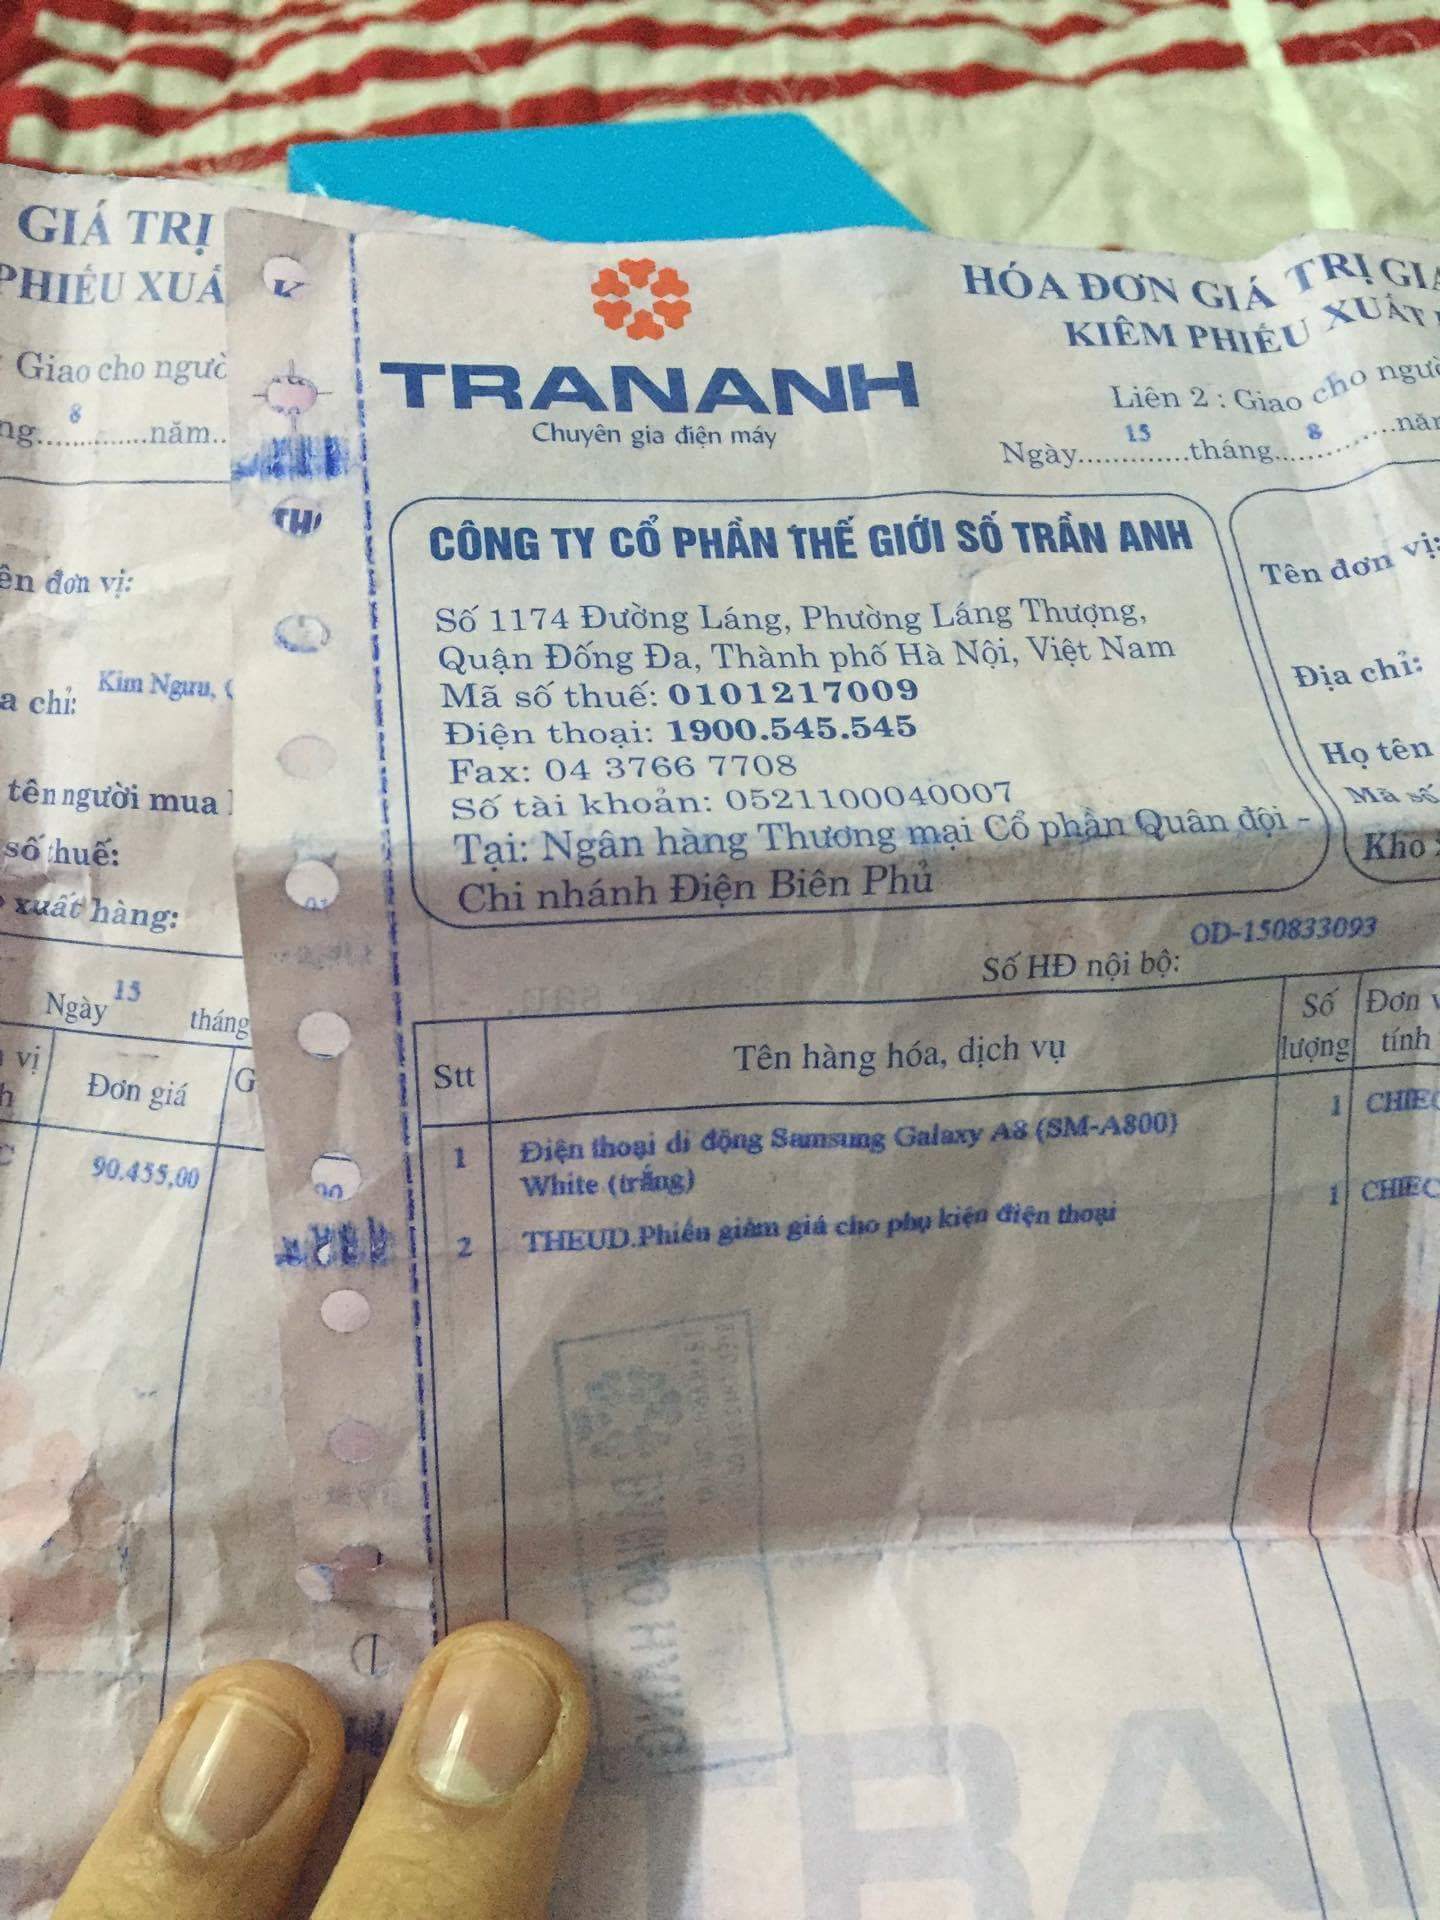 GIÁ TRỊ
PHIẾU XUẤ
Giao cho ngườ
8
ng..............năm..
ên đơn vị:
a chỉ: Kim Ngưu,
tên người mua
số thuế:
xuất hàng:
Ngày 15 tháng
vị
Đơn giá
G
90.455,00
TRANANH
Chuyên gia điện máy
HÓA ĐƠN GIÁ TRỊ GIA
KIÊM PHIẾU XUẤT
Liên 2 : Giao cho ngườ
Ngày 15 tháng 8 năm
CÔNG TY CỔ PHẦN THẾ GIỚI SỐ TRẦN ANH
Số 1174 Đường Láng, Phường Láng Thượng,
Quận Đống Đa, Thành phố Hà Nội, Việt Nam
Mã số thuế: 0101217009
Điện thoại: 1900.545.545
Fax: 04 3766 7708
Số tài khoản: 0521100040007
Tại: Ngân hàng Thương mại Cổ phần Quân đội -
Chi nhánh Điện Biên Phủ
Tên đơn vị:
Địa chỉ:
Họ tên
Mã số
Kho
Số HĐ nội bộ: OD-150833093
Stt Tên hàng hóa, dịch vụ Số lượng Đơn v tính
1 Điện thoại di động Samsung Galaxy A8 (SM-A800) 1 CHIEC
White (trắng)
2 THEUD.Phiếu giảm giá cho phụ kiện điện thoại 1 CHIEC
TRAN